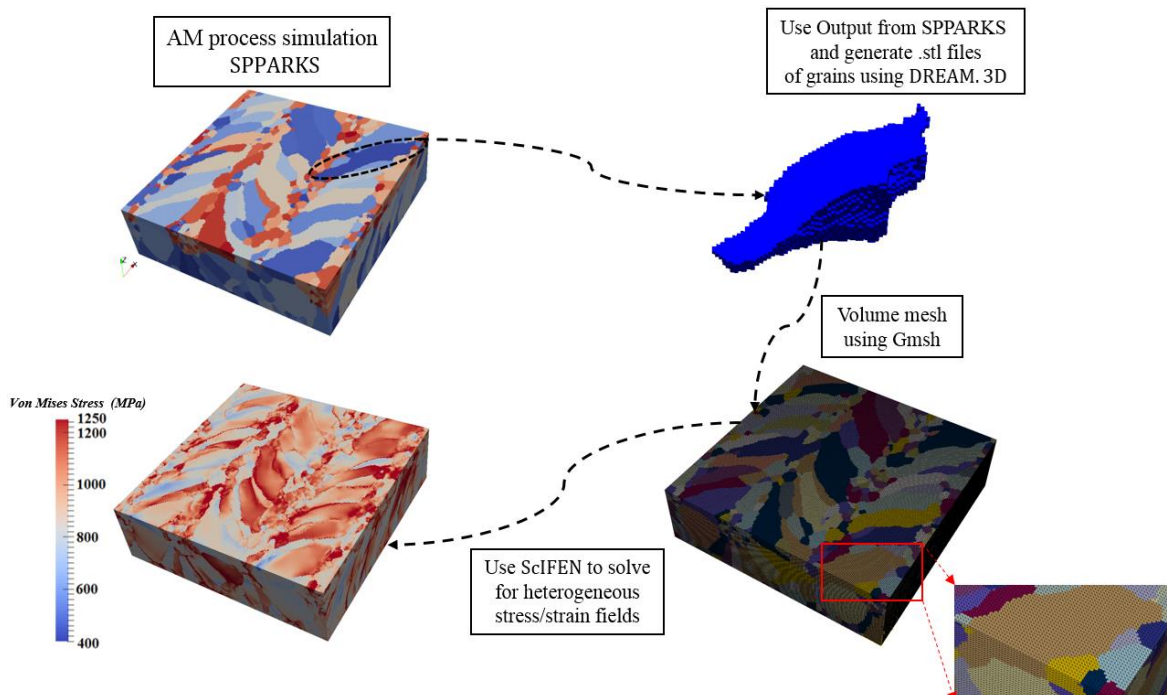 AM process simulation
SPPARKS
Use Output from SPPARKS
and generate .stl files
of grains using DREAM. 3D
Volume mesh
using Gmsh
Von Mises Stress (MPa)
1250
1200
1000
800
600
400
Use ScIFEN to solve
for heterogeneous
stress/strain fields
Z
X